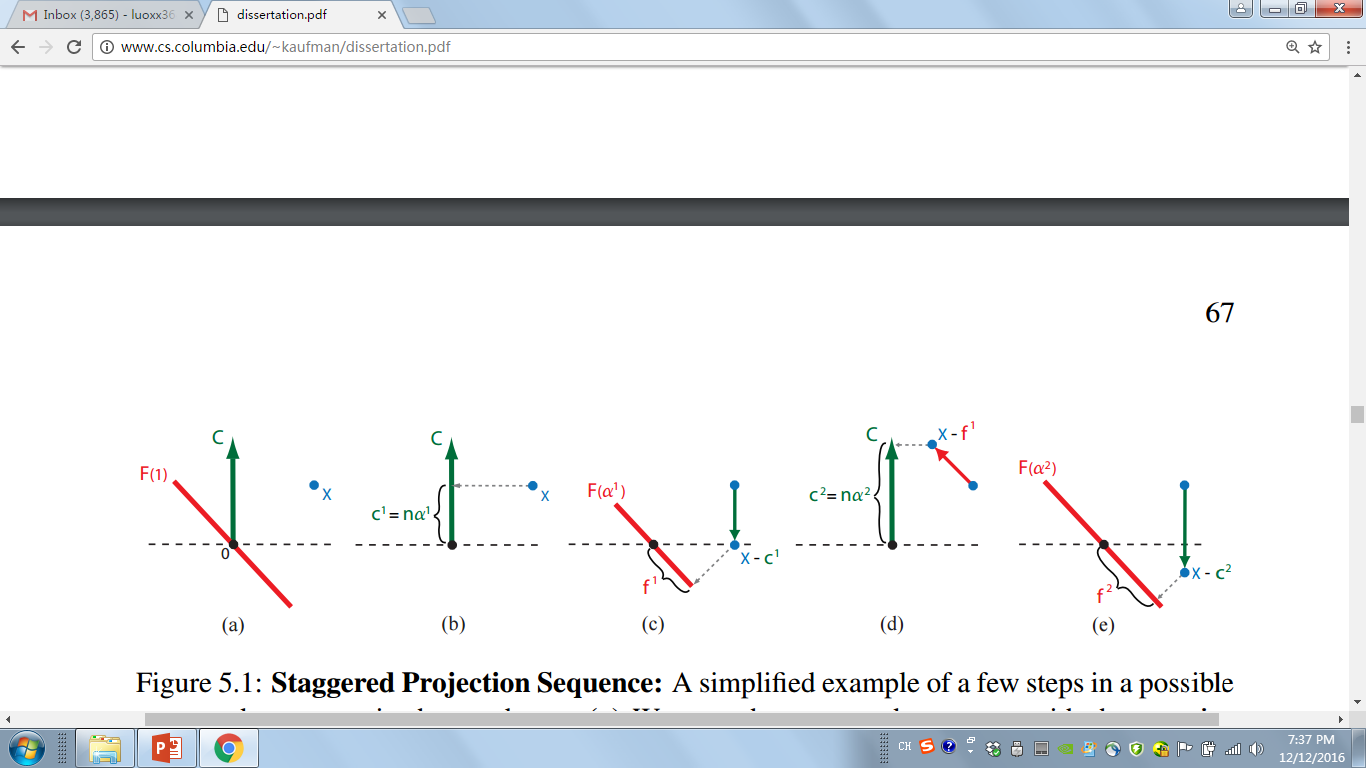 Inbox (3,865) - luoxx36
dissertation.pdf
www.cs.columbia.edu/~kaufman/dissertation.pdf
67
C
F(1)
x
0
(a)
C
x
c¹ = nα¹
(b)
F(α¹)
x - c¹
f¹
(c)
C
x - f¹
c² = nα²
(d)
F(α²)
x - c²
f²
(e)
Figure 5.1: Staggered Projection Sequence: A simplified example of a few steps in a possible
CH
7:37 PM
12/12/2016